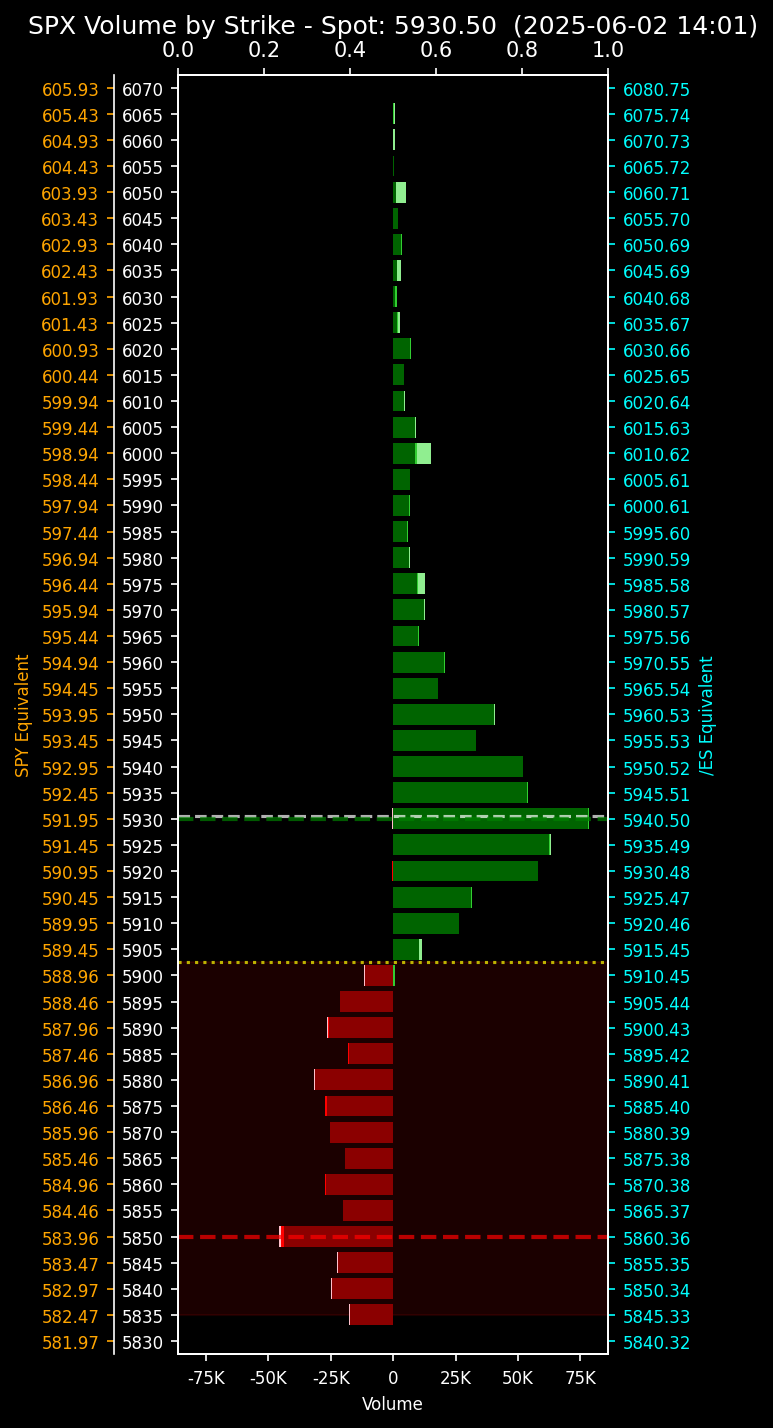 SPX Volume by Strike - Spot: 5930.50 (2025-06-02 14:01)
0.0 0.2 0.4 0.6 0.8 1.0
605.93 6070 6080.75
605.43 6065 6075.74
604.93 6060 6070.73
604.43 6055 6065.72
603.93 6050 6060.71
603.43 6045 6055.70
602.93 6040 6050.69
602.43 6035 6045.69
601.93 6030 6040.68
601.43 6025 6035.67
600.93 6020 6030.66
600.44 6015 6025.65
599.94 6010 6020.64
599.44 6005 6015.63
598.94 6000 6010.62
598.44 5995 6005.61
597.94 5990 6000.61
597.44 5985 5995.60
596.94 5980 5990.59
596.44 5975 5985.58
595.94 5970 5980.57
595.44 5965 5975.56
594.94 5960 5970.55
594.45 5955 5965.54
593.95 5950 5960.53
593.45 5945 5955.53
592.95 5940 5950.52
592.45 5935 5945.51
591.95 5930 5940.50
591.45 5925 5935.49
590.95 5920 5930.48
590.45 5915 5925.47
589.95 5910 5920.46
589.45 5905 5915.45
588.96 5900 5910.45
588.46 5895 5905.44
587.96 5890 5900.43
587.46 5885 5895.42
586.96 5880 5890.41
586.46 5875 5885.40
585.96 5870 5880.39
585.46 5865 5875.38
584.96 5860 5870.38
584.46 5855 5865.37
583.96 5850 5860.36
583.47 5845 5855.35
582.97 5840 5850.34
582.47 5835 5845.33
581.97 5830 5840.32
SPY Equivalent
/ES Equivalent
-75K -50K -25K 0 25K 50K 75K
Volume